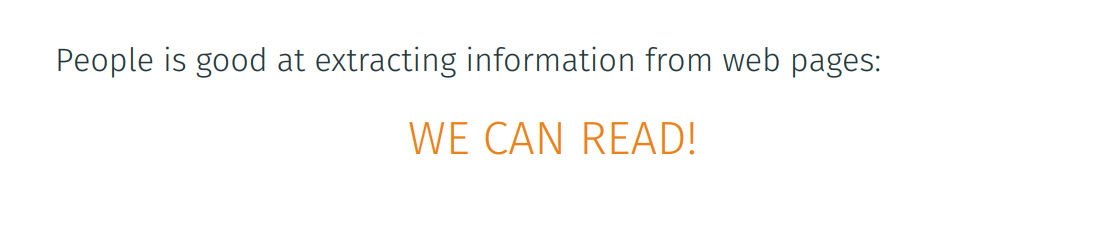 People is good at extracting information from web pages:
WE CAN READ!